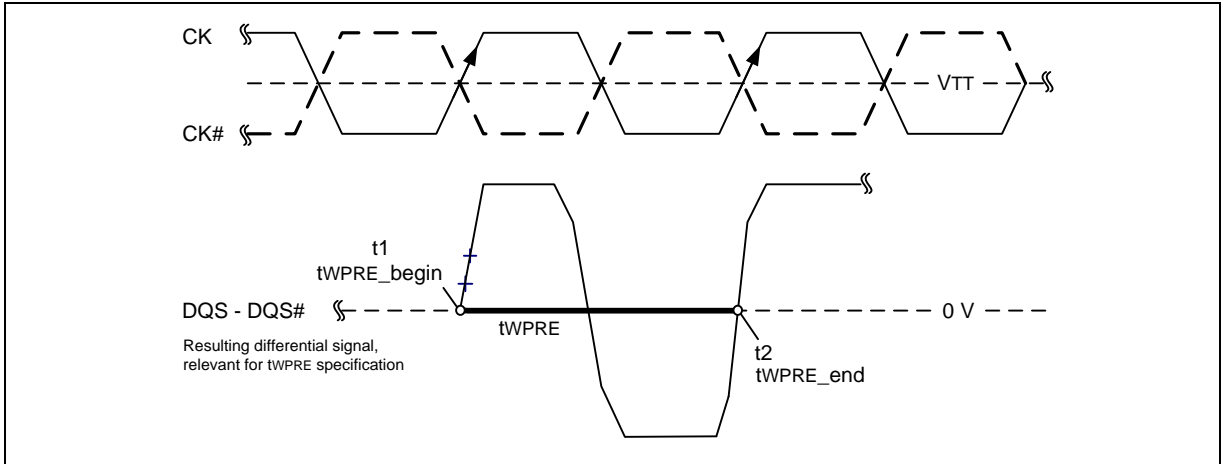 CK
VTT
CK#
t1
tWPRE_begin
DQS - DQS#
0 V
tWPRE
Resulting differential signal,
relevant for tWPRE specification
t2
tWPRE_end